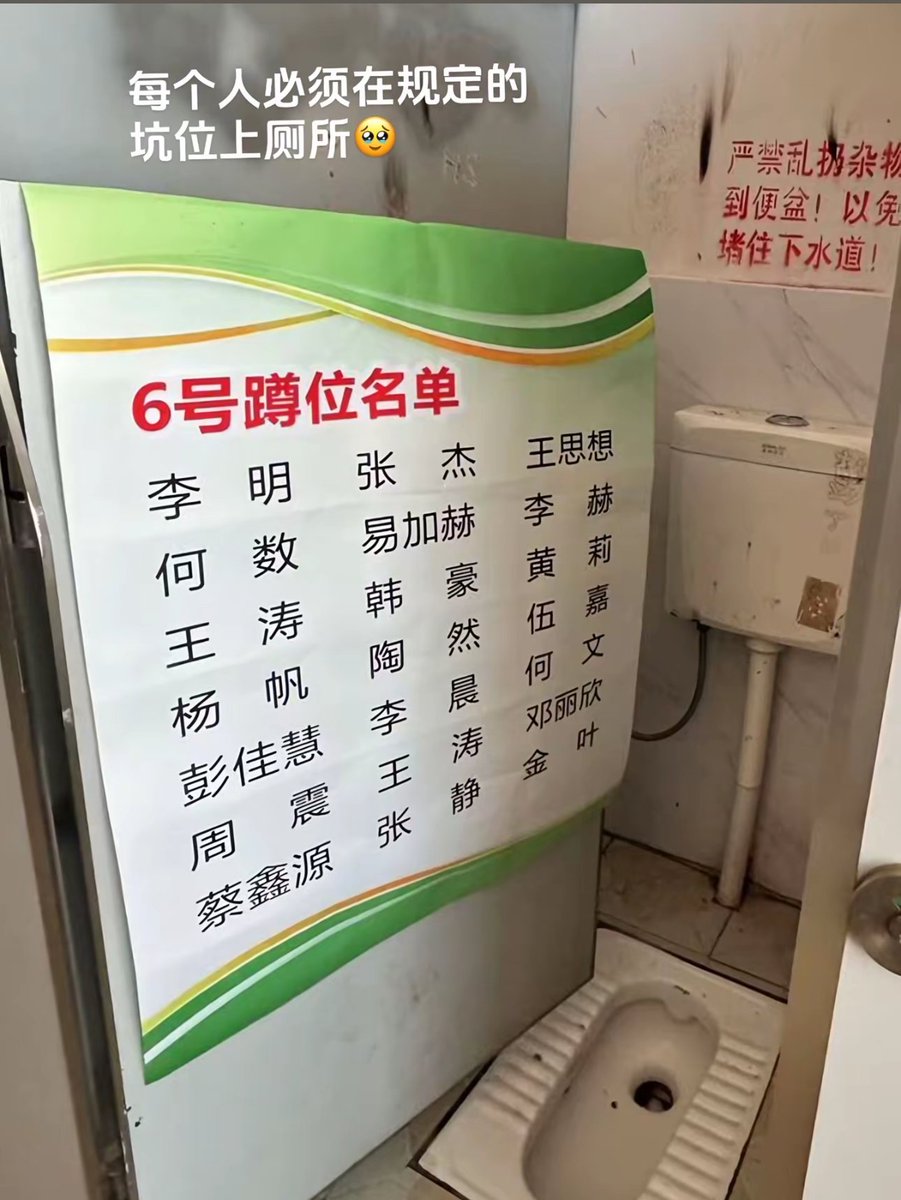 每个人必须在规定的
坑位上厕所🥹
严禁乱扔杂物
到便盆！以免
堵住下水道！
6号蹲位名单
李明 张杰 王思想
何数 易加赫 李赫
王涛 韩豪 黄莉
杨帆 陶然 伍嘉
彭佳慧 李晨 何文
周震 王涛 邓丽欣
蔡鑫源 张静 金叶